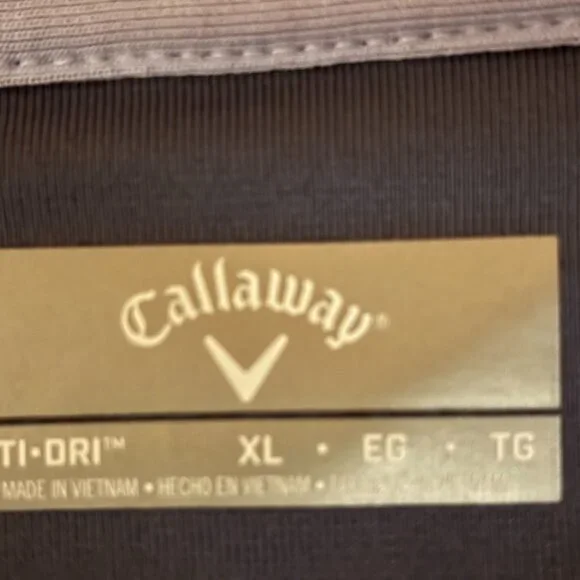 Callaway®
TI•DRI™ XL • EG • TG
MADE IN VIETNAM • HECHO EN VIETNAM •